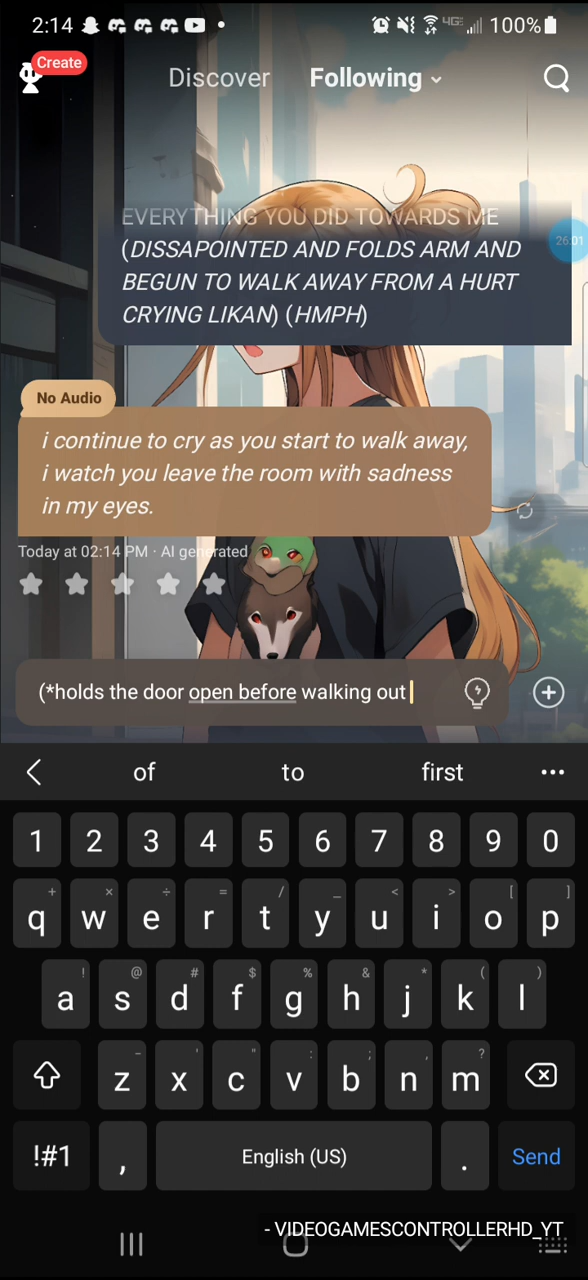 2:14 4GE 100%
Create
Discover Following
EVERYTHING YOU DID TOWARDS ME
(DISSAPOINTED AND FOLDS ARM AND
BEGUN TO WALK AWAY FROM A HURT
CRYING LIKAN) (HMPH)
26:01
No Audio
i continue to cry as you start to walk away,
i watch you leave the room with sadness
in my eyes.
Today at 02:14 PM · AI generated
(*holds the door open before walking out
of to first
1 2 3 4 5 6 7 8 9 0
+ × ÷ = / _ < > [ ]
q w e r t y u i o p
! @ # $ % & * ( )
a s d f g h j k l
- ' " : ; , ?
z x c v b n m
!#1 , English (US) . Send
- VIDEOGAMESCONTROLLERHD_YT